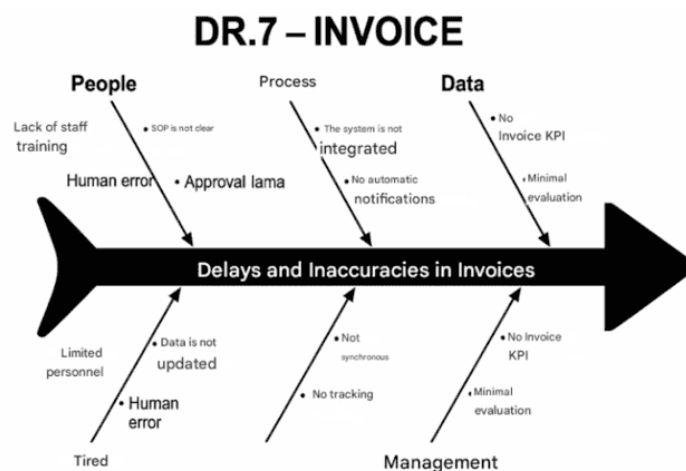 DR.7 – INVOICE
People
Process
Data
Lack of staff
training
• SOP is not clear
Human error
• Approval lama
• The system is not
integrated
• No automatic
notifications
• No
Invoice KPI
• Minimal
evaluation
Delays and Inaccuracies in Invoices
Limited
personnel
• Data is not
updated
• Human
error
Tired
• Not
synchronous
• No tracking
• No Invoice
KPI
• Minimal
evaluation
Management